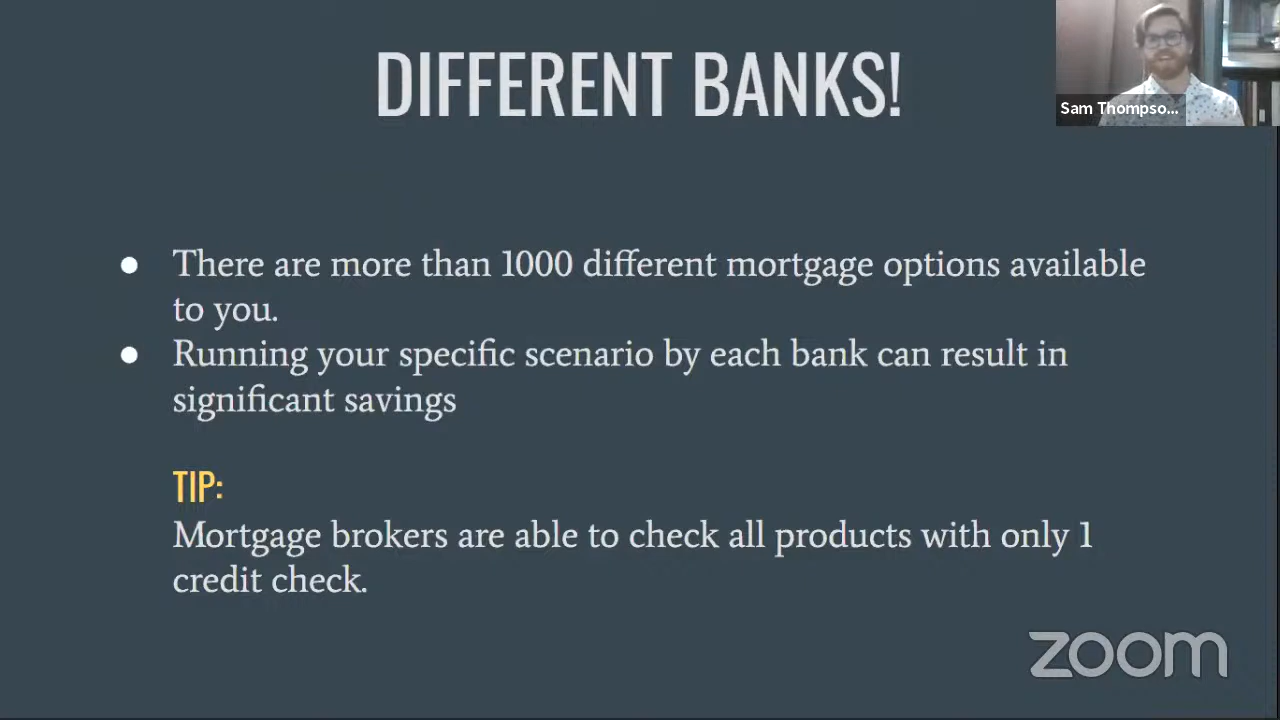 DIFFERENT BANKS!
Sam Thompso...
● There are more than 1000 different mortgage options available
to you.
● Running your specific scenario by each bank can result in
significant savings
TIP:
Mortgage brokers are able to check all products with only 1
credit check.
zoom